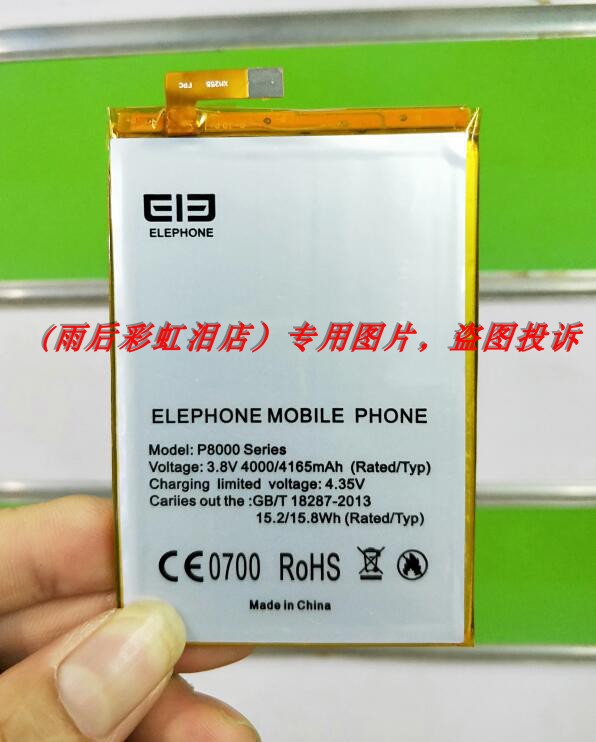 XH255 FPC
EIE
ELEPHONE
(雨后彩虹泪店）专用图片，盗图投诉
ELEPHONE MOBILE PHONE
Model: P8000 Series
Voltage: 3.8V 4000/4165mAh (Rated/Typ)
Charging limited voltage: 4.35V
Cariies out the :GB/T 18287-2013
15.2/15.8Wh (Rated/Typ)
CE0700 RoHS
Made in China